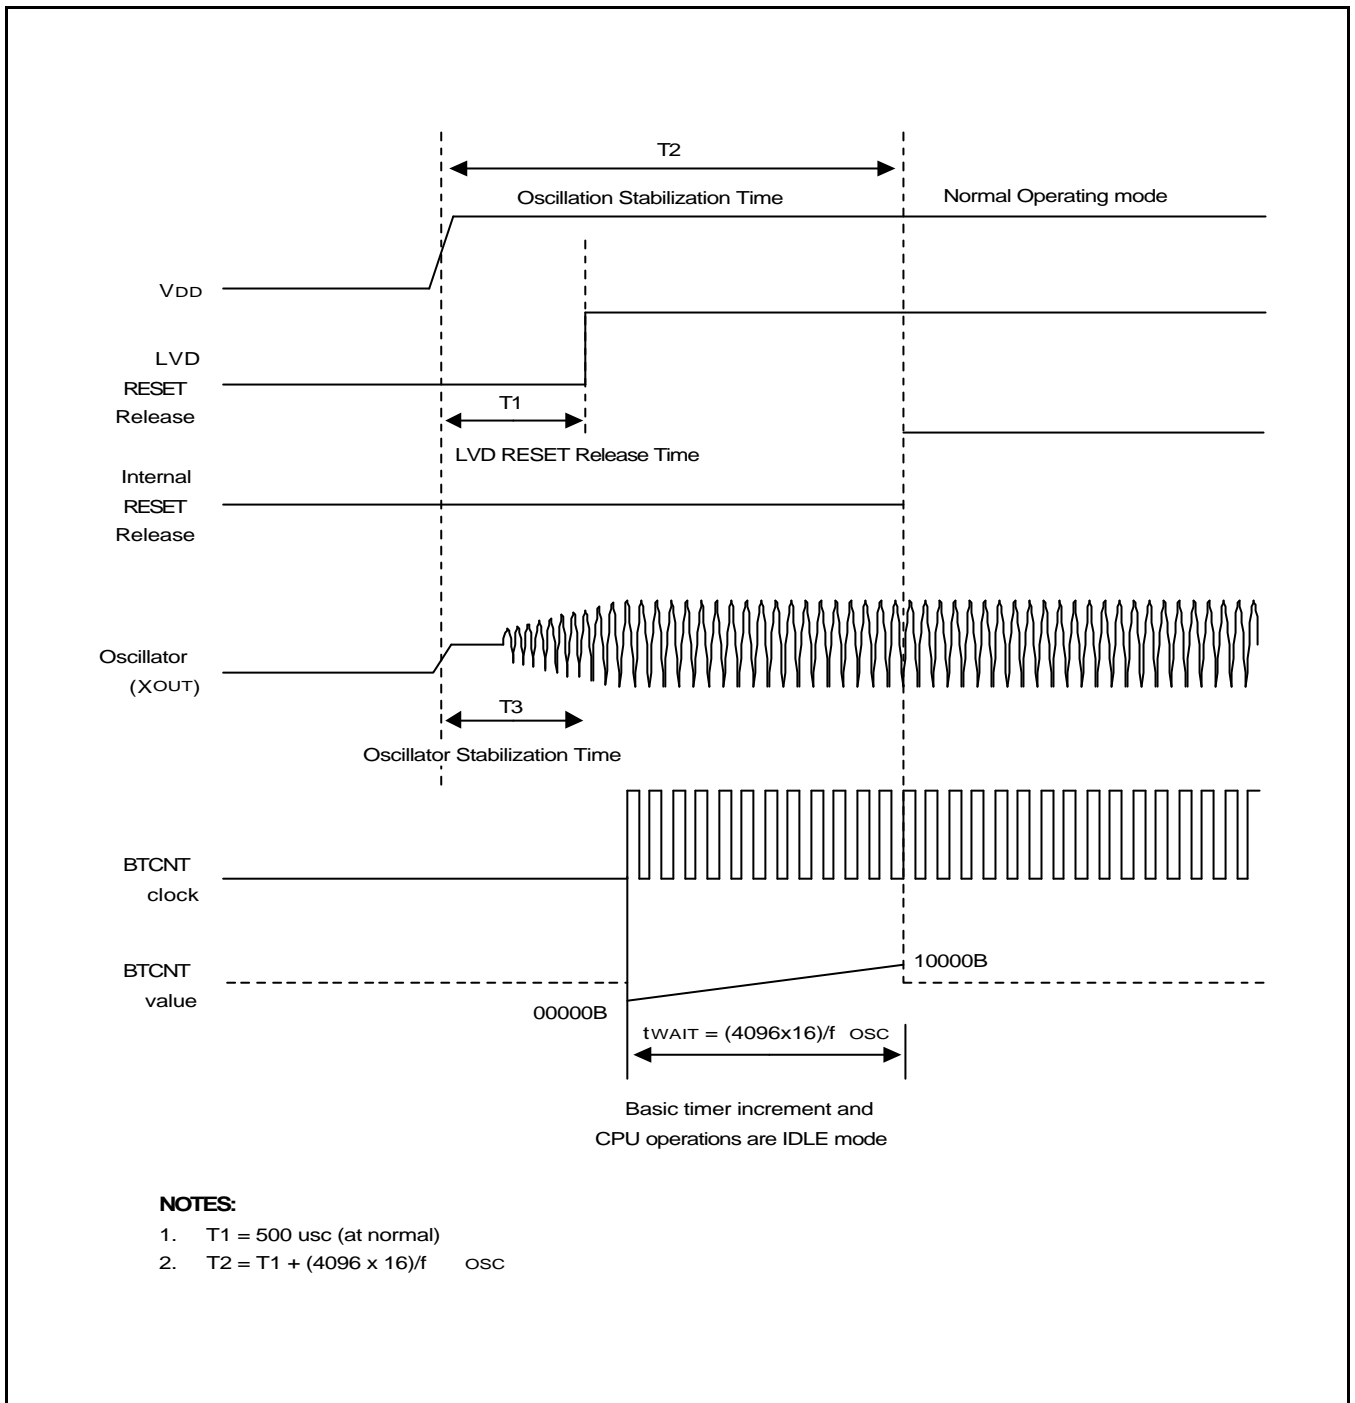 T2
Oscillation Stabilization Time
Normal Operating mode
VDD
LVD
RESET
Release
T1
LVD RESET Release Time
Internal
RESET
Release
Oscillator
(XOUT)
T3
Oscillator Stabilization Time
BTCNT
clock
BTCNT
value
10000B
00000B
tWAIT = (4096x16)/f OSC
Basic timer increment and
CPU operations are IDLE mode
NOTES:
1. T1 = 500 usc (at normal)
2. T2 = T1 + (4096 x 16)/f OSC